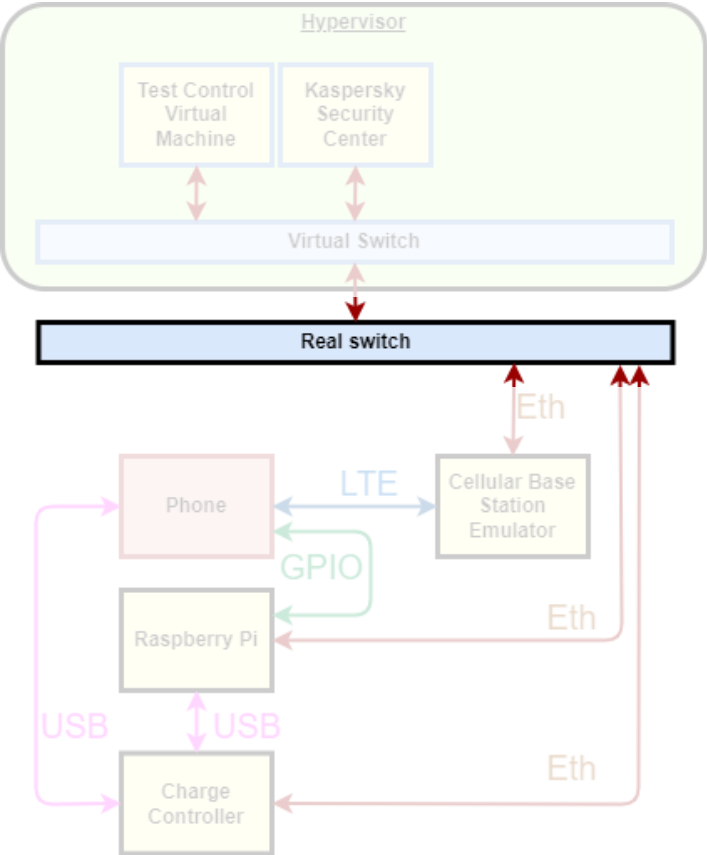 Hypervisor
Test Control
Virtual
Machine
Kaspersky
Security
Center
Virtual Switch
Real switch
Eth
Phone
LTE
Cellular Base
Station
Emulator
GPIO
Raspberry Pi
Eth
USB
USB
Eth
Charge
Controller